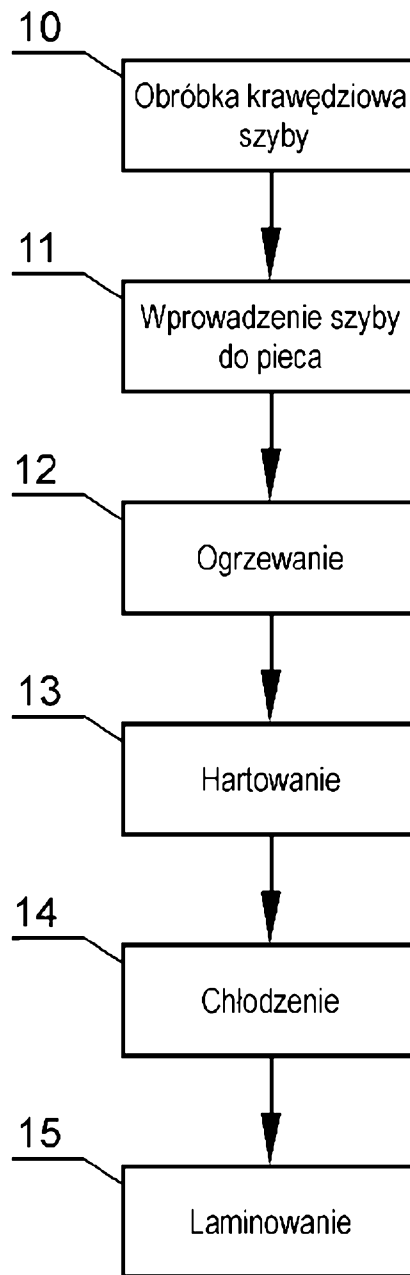 10
Obróbka krawędziowa
szyby
11
Wprowadzenie szyby
do pieca
12
Ogrzewanie
13
Hartowanie
14
Chłodzenie
15
Laminowanie